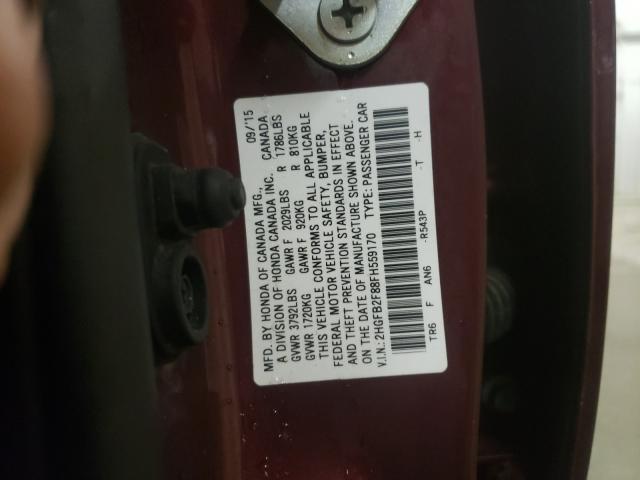 MFD. BY HONDA OF CANADA MFG., 09/'15
A DIVISION OF HONDA CANADA INC. CANADA
GVWR 3792LBS GAWR F 2029LBS R 1786LBS
GVWR 1720KG GAWR F 920KG R 810KG
THIS VEHICLE CONFORMS TO ALL APPLICABLE
FEDERAL MOTOR VEHICLE SAFETY, BUMPER,
AND THEFT PREVENTION STANDARDS IN EFFECT
ON THE DATE OF MANUFACTURE SHOWN ABOVE.
V.I.N.:2HGFB2F88FH559170 TYPE: PASSENGER CAR
TR6 F AN6 -R543P -T -H